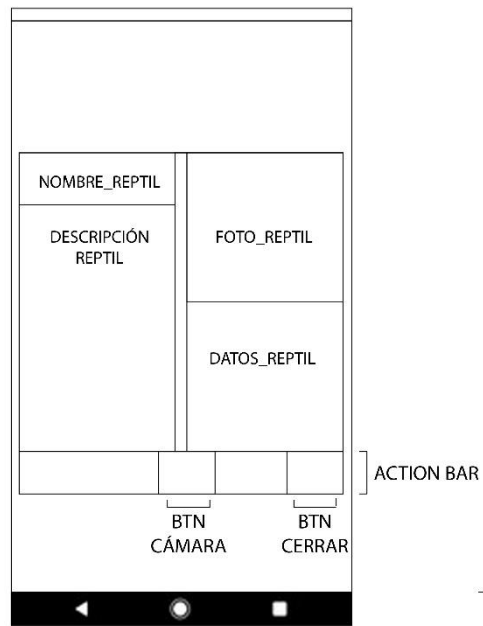 NOMBRE_REPTIL
DESCRIPCIÓN
REPTIL
FOTO_REPTIL
DATOS_REPTIL
ACTION BAR
BTN
CÁMARA
BTN
CERRAR